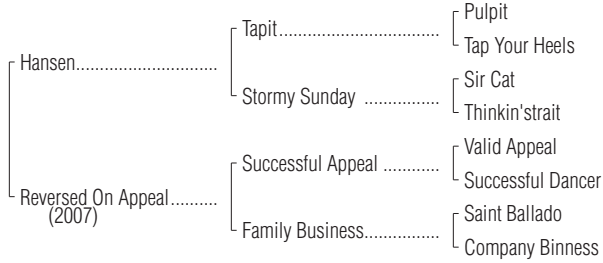 Pulpit
Tapit
Tap Your Heels
Hansen
Sir Cat
Stormy Sunday
Thinkin'strait
Valid Appeal
Successful Appeal
Successful Dancer
Reversed On Appeal
(2007)
Saint Ballado
Family Business
Company Binness